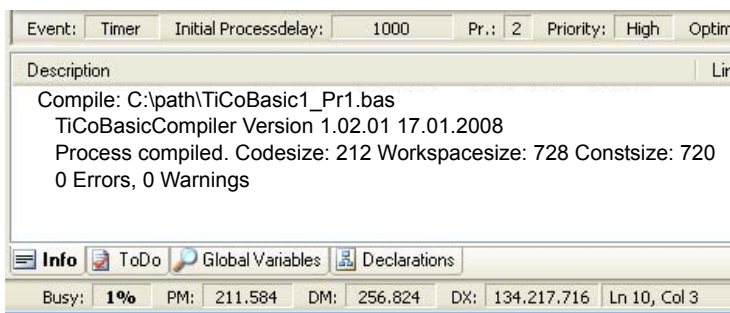 Event: Timer Initial Processdelay: 1000 Pr.: 2 Priority: High Optim
Description Lir
Compile: C:\path\TiCoBasic1_Pr1.bas
TiCoBasicCompiler Version 1.02.01 17.01.2008
Process compiled. Codesize: 212 Workspacesize: 728 Constsize: 720
0 Errors, 0 Warnings
Info ToDo Global Variables Declarations
Busy: 1% PM: 211.584 DM: 256.824 DX: 134.217.716 Ln 10, Col 3